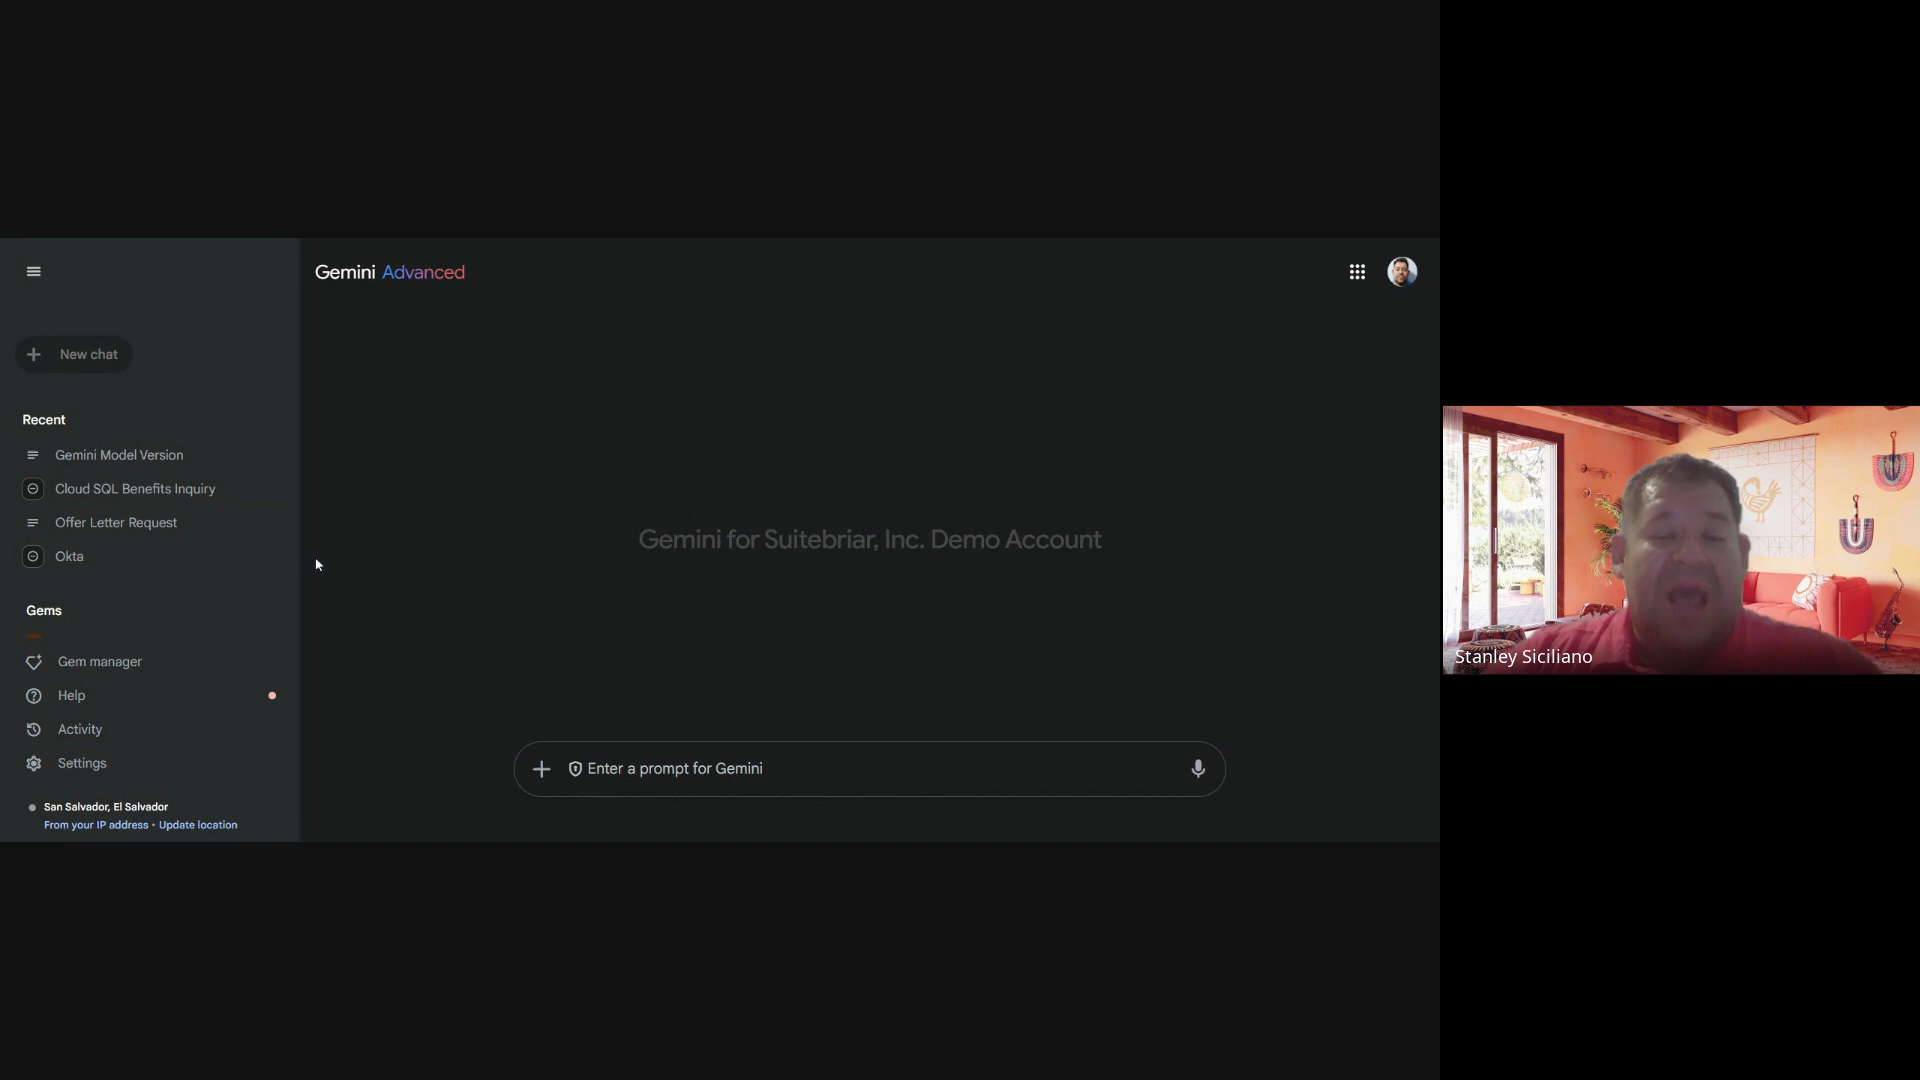 Gemini Advanced
New chat
Recent
Gemini Model Version
Cloud SQL Benefits Inquiry
Offer Letter Request
Okta
Gems
Gem manager
Help
Activity
Settings
San Salvador, El Salvador
From your IP address • Update location
Gemini for Suitebriar, Inc. Demo Account
Enter a prompt for Gemini
Stanley Siciliano